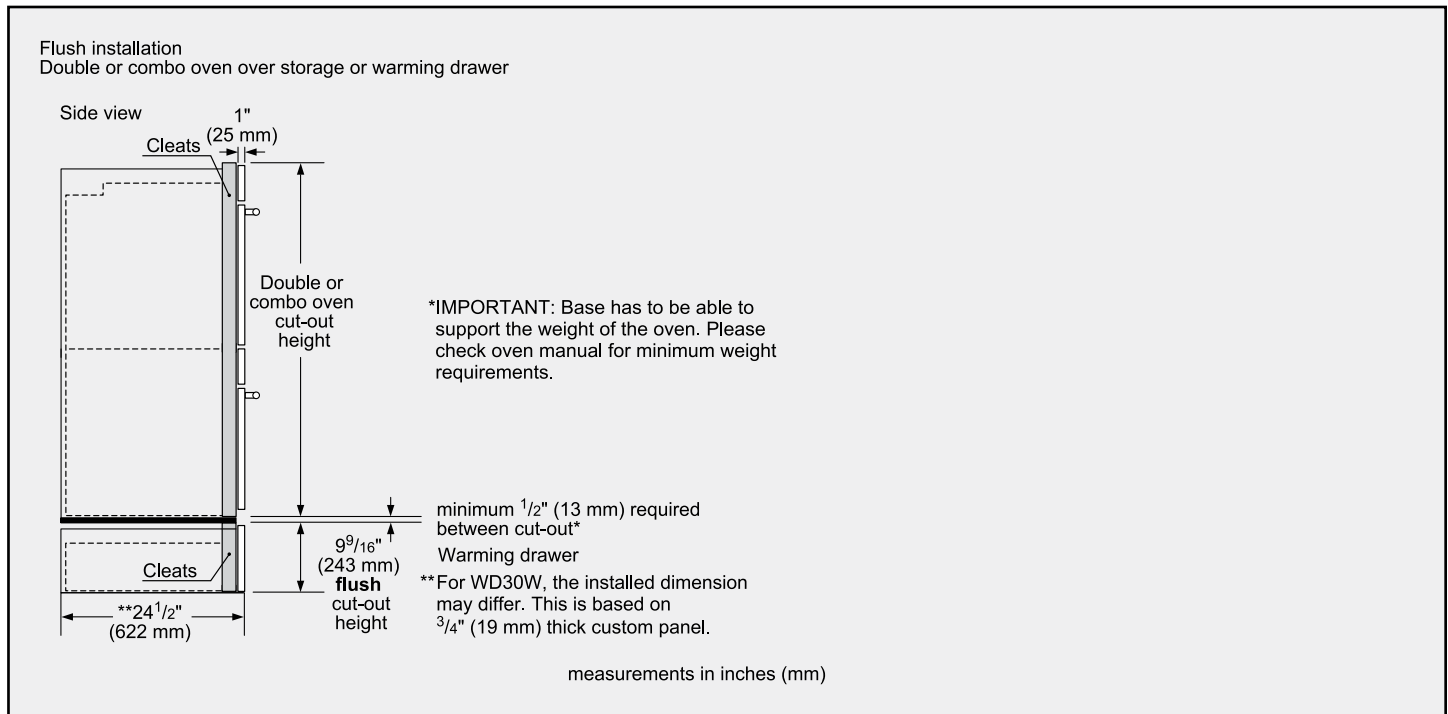 Flush installation
Double or combo oven over storage or warming drawer
Side view
1"
(25 mm)
Cleats
Double or
combo oven
cut-out
height
*IMPORTANT: Base has to be able to
support the weight of the oven. Please
check oven manual for minimum weight
requirements.
minimum 1/2" (13 mm) required
between cut-out*
9 9/16"
(243 mm)
flush
cut-out
height
Warming drawer
Cleats
**For WD30W, the installed dimension
may differ. This is based on
3/4" (19 mm) thick custom panel.
**24 1/2"
(622 mm)
measurements in inches (mm)